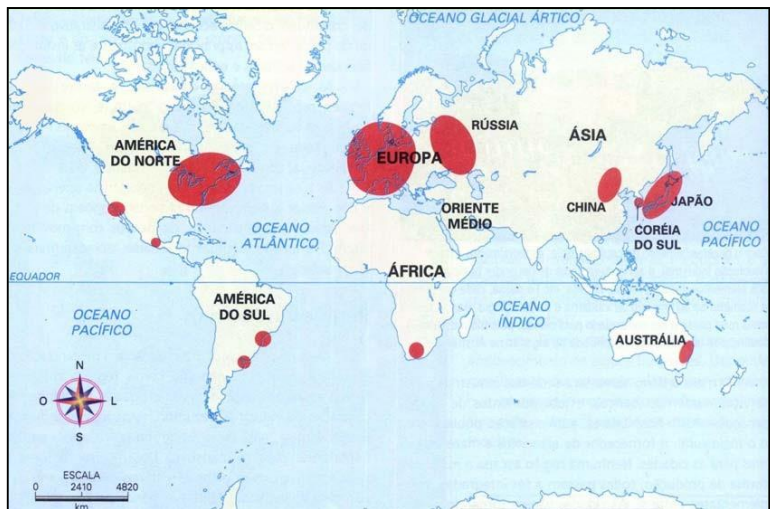 OCEANO GLACIAL ÁRTICO
AMÉRICA
DO NORTE
EUROPA
RÚSSIA
ÁSIA
ORIENTE
MÉDIO
CHINA
JAPÃO
CORÉIA
DO SUL
OCEANO
PACÍFICO
OCEANO
ATLÂNTICO
EQUADOR
ÁFRICA
AMÉRICA
DO SUL
OCEANO
PACÍFICO
OCEANO
ÍNDICO
AUSTRÁLIA
N
O
L
S
ESCALA
0 2410 4820
km